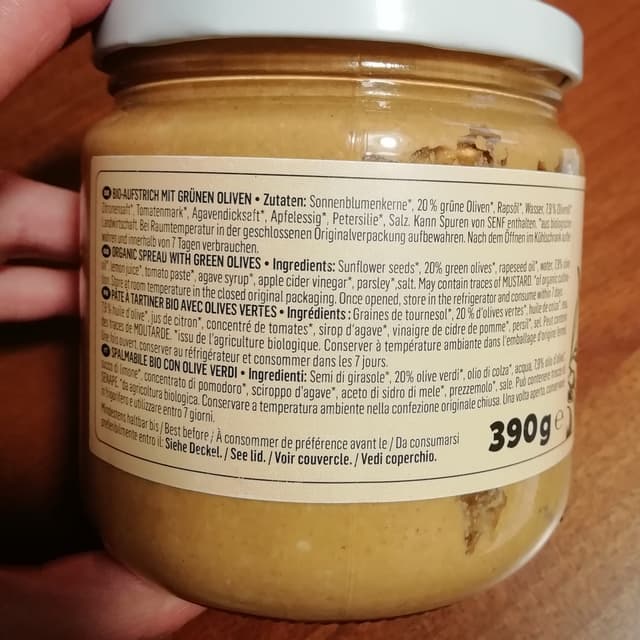 BIO-AUFSTRICH MIT GRÜNEN OLIVEN • Zutaten: Sonnenblumenkerne*, 20% grüne Oliven*, Rapsöl*, Wasser, 7,9% Olivenöl*,
Zitronensaft*, Tomatenmark*, Agavendicksaft*, Apfelessig*, Petersilie*, Salz. Kann Spuren von SENF enthalten. *aus biologischer
Landwirtschaft. Bei Raumtemperatur in der geschlossenen Originalverpackung aufbewahren. Nach dem Öffnen im Kühlschrank
und innerhalb von 7 Tagen verbrauchen.
ORGANIC SPREAD WITH GREEN OLIVES • Ingredients: Sunflower seeds*, 20% green olives*, rapeseed oil*, water, 7.9% olive
oil*, lemon juice*, tomato paste*, agave syrup*, apple cider vinegar*, parsley*, salt. May contain traces of MUSTARD. *of organic
Store at room temperature in the closed original packaging. Once opened, store in the refrigerator and consume within 7 days.
PÂTÉ À TARTINER BIO AVEC OLIVES VERTES • Ingrédients: Graines de tournesol*, 20% d'olives vertes*, huile de colza*, eau,
7,9% huile d'olive*, jus de citron*, concentré de tomates*, sirop d'agave*, vinaigre de cidre de pomme*, persil*, sel. Peut contenir
des traces de MOUTARDE. *issu de l'agriculture biologique. Conserver à température ambiante dans l'emballage d'origine fermé.
Une fois ouvert, conserver au réfrigérateur et consommer dans les 7 jours.
SPALMABILE BIO CON OLIVE VERDI • Ingredienti: Semi di girasole*, 20% olive verdi*, olio di colza*, acqua, 7,9% olio d'oliva*,
succo di limone*, concentrato di pomodoro*, sciroppo d'agave*, aceto di sidro di mele*, prezzemolo*, sale. Può contenere tracce di
SENAPE. *da agricoltura biologica. Conservare a temperatura ambiente nella confezione originale chiusa. Una volta aperto, conservare
in frigorifero e utilizzare entro 7 giorni.
Mindestens haltbar bis / Best before / À consommer de préférence avant le / Da consumarsi
preferibilmente entro il: Siehe Deckel. / See lid. / Voir couvercle. / Vedi coperchio.
390g e